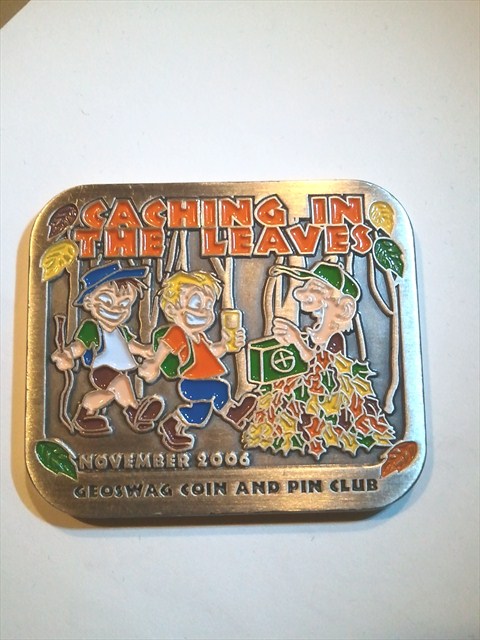 CACHING IN
THE LEAVES
NOVEMBER 2006
GEOSWAG COIN AND PIN CLUB